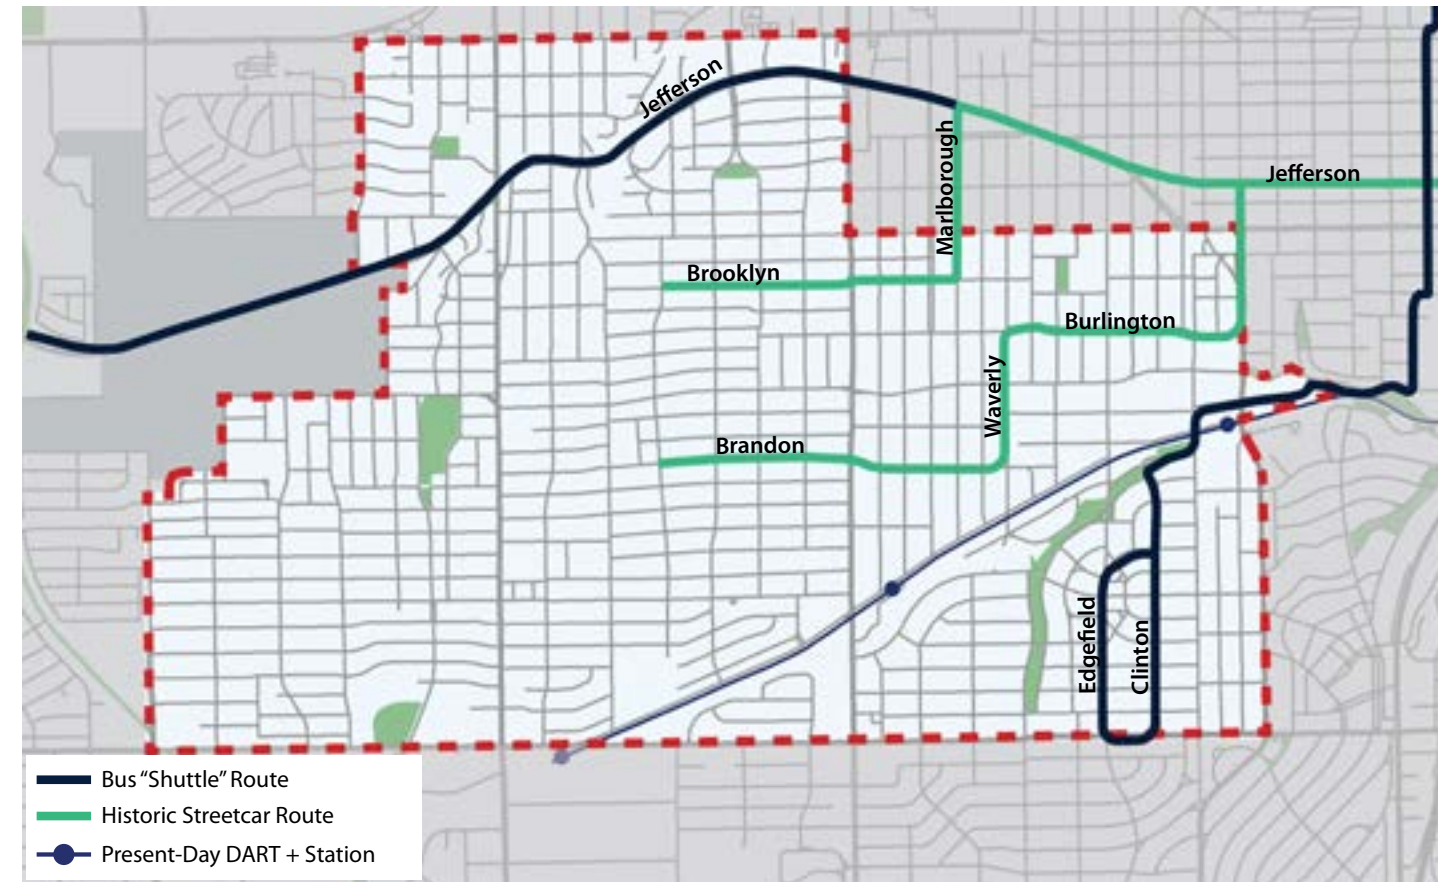 Jefferson
Marlborough
Jefferson
Brooklyn
Burlington
Waverly
Brandon
Edgefield
Clinton
Bus “Shuttle” Route
Historic Streetcar Route
Present-Day DART + Station